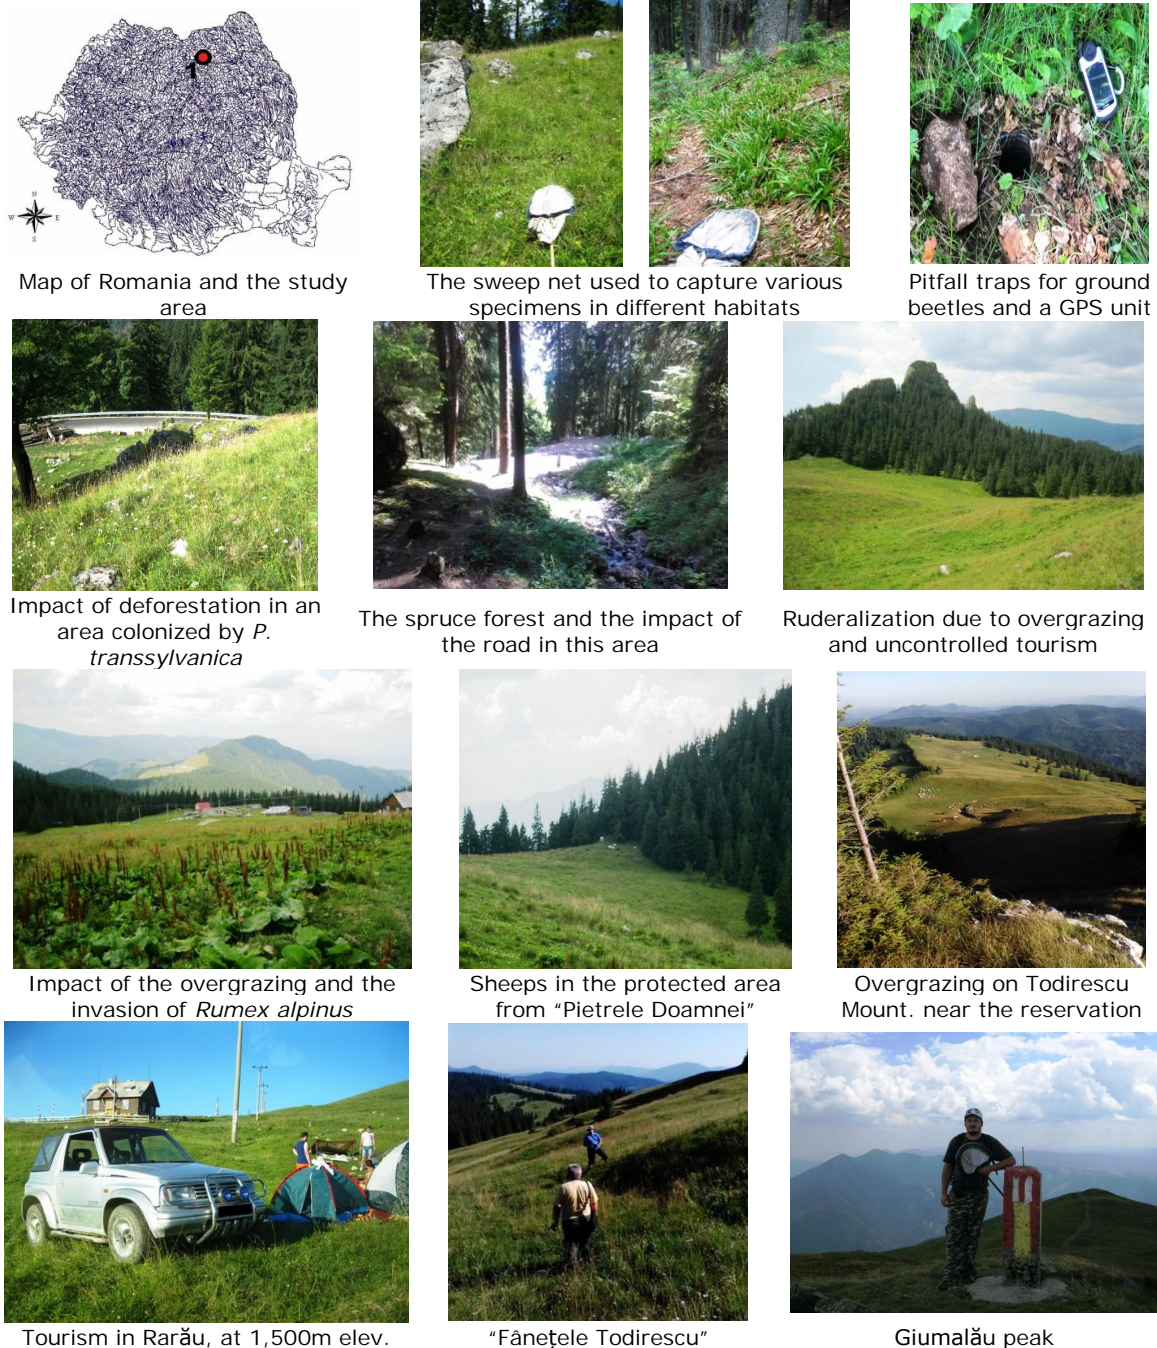 1
N
W E
S
Map of Romania and the study
area
The sweep net used to capture various
specimens in different habitats
Pitfall traps for ground
beetles and a GPS unit
Impact of deforestation in an
area colonized by P.
transsylvanica
The spruce forest and the impact of
the road in this area
Ruderalization due to overgrazing
and uncontrolled tourism
Impact of the overgrazing and the
invasion of Rumex alpinus
Sheeps in the protected area
from “Pietrele Doamnei”
Overgrazing on Todirescu
Mount. near the reservation
Tourism in Rarău, at 1,500m elev.
“Fânețele Todirescu”
Giumalău peak